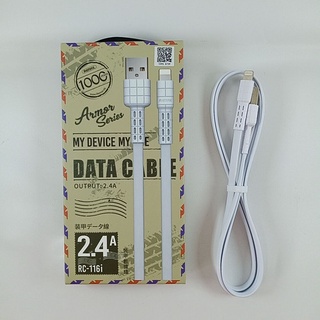 1000
Armor
Series
MY DEVICE MY
DATA CABLE
OUTPUT: 2.4A
装甲データ線
2.4A
RC-116i